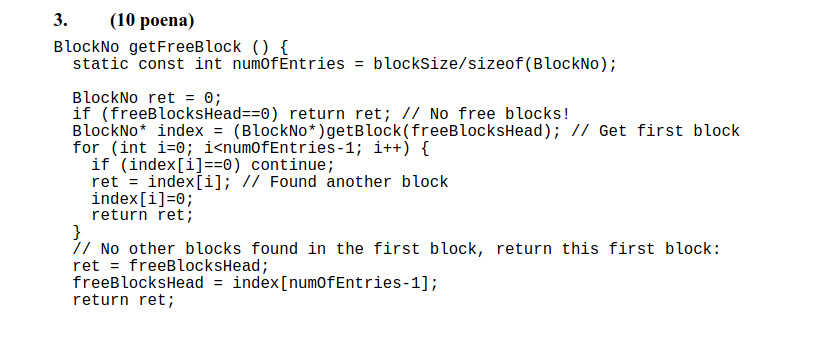 3. (10 poena)
BlockNo getFreeBlock () {
  static const int numOfEntries = blockSize/sizeof(BlockNo);

  BlockNo ret = 0;
  if (freeBlocksHead==0) return ret; // No free blocks!
  BlockNo* index = (BlockNo*)getBlock(freeBlocksHead); // Get first block
  for (int i=0; i<numOfEntries-1; i++) {
    if (index[i]==0) continue;
    ret = index[i]; // Found another block
    index[i]=0;
    return ret;
  }
  // No other blocks found in the first block, return this first block:
  ret = freeBlocksHead;
  freeBlocksHead = index[numOfEntries-1];
  return ret;